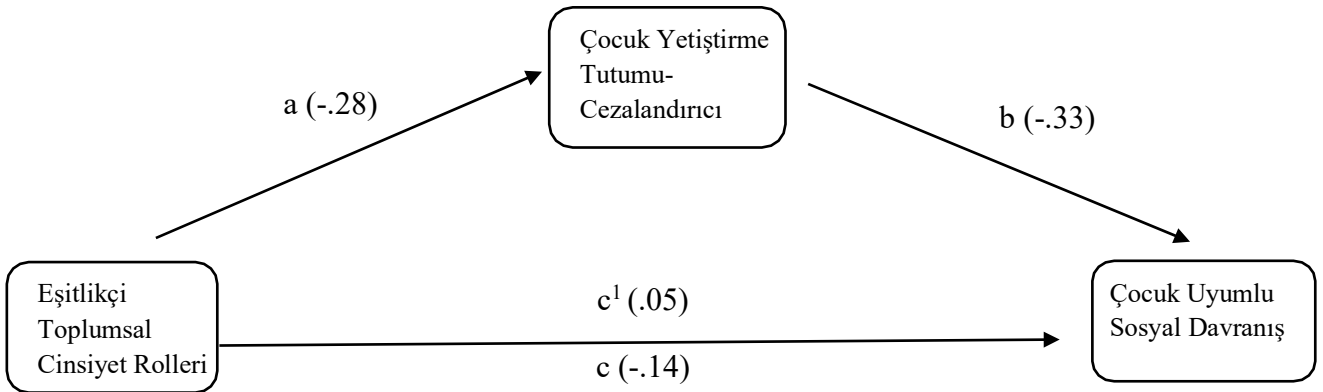 Çocuk Yetiştirme
Tutumu-
Cezalandırıcı
a (-.28)
b (-.33)
Eşitlikçi
Toplumsal
Cinsiyet Rolleri
c¹ (.05)
c (-.14)
Çocuk Uyumlu
Sosyal Davranış